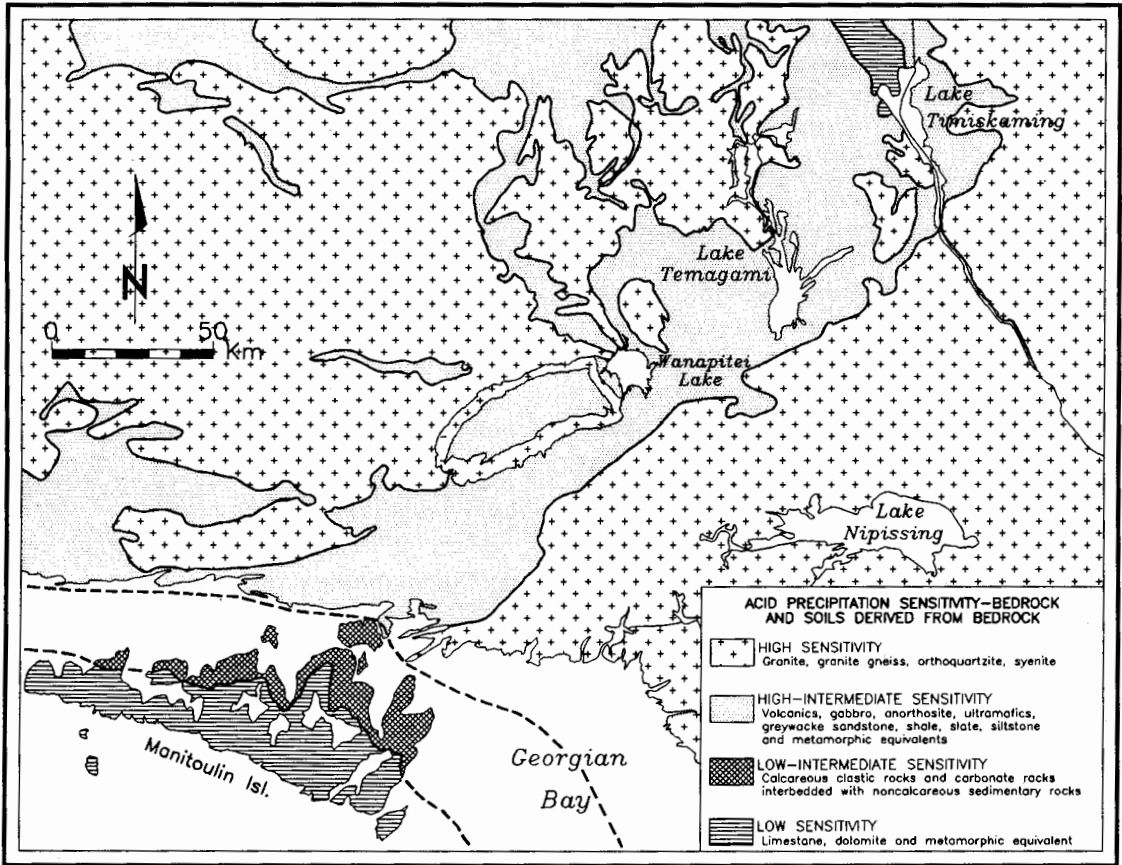 Lake
Timiskaming
N
Lake
Temagami
0 50
Km
Wanapitei
Lake
Lake
Nipissing
Manitoulin Isl.
Georgian
Bay
ACID PRECIPITATION SENSITIVITY-BEDROCK
AND SOILS DERIVED FROM BEDROCK
HIGH SENSITIVITY
Granite, granite gneiss, orthoquartzite, syenite
HIGH-INTERMEDIATE SENSITIVITY
Volcanics, gabbro, anorthosite, ultramafics,
greywacke sandstone, shale, slate, siltstone
and metamorphic equivalents
LOW-INTERMEDIATE SENSITIVITY
Calcareous clastic rocks and carbonate rocks
interbedded with noncalcareous sedimentary rocks
LOW SENSITIVITY
Limestane, dolomite and metamorphic equivalent